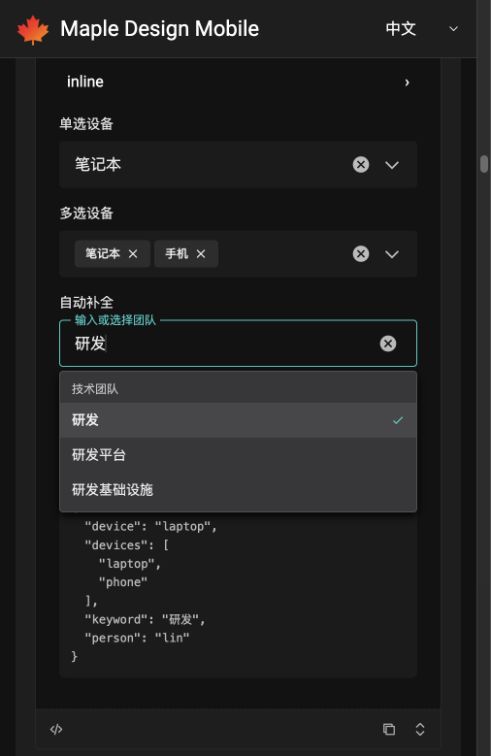 Maple Design Mobile
中文
inline
单选设备
笔记本
多选设备
笔记本
手机
自动补全
输入或选择团队
研发
技术团队
研发
研发平台
研发基础设施
"device": "laptop",
"devices": [
"laptop",
"phone"
],
"keyword": "研发",
"person": "lin"
}